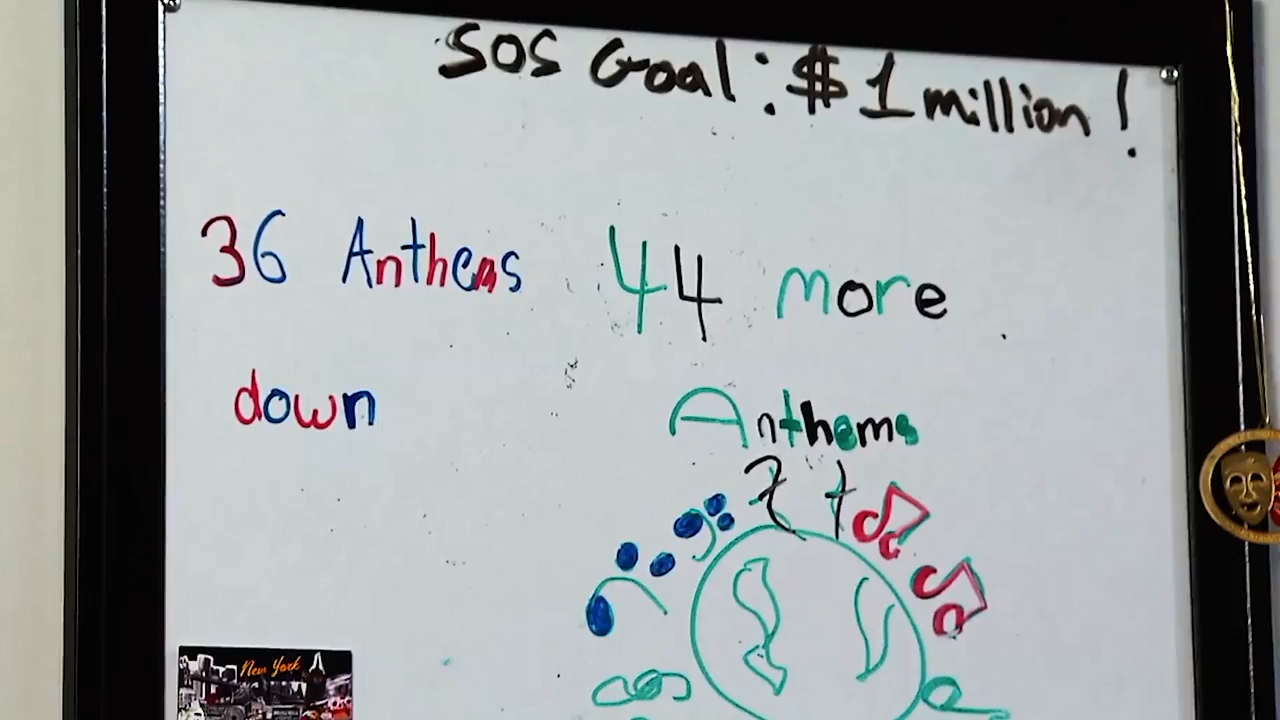 SOS Goal: $1 million!
36 Anthems
down
44 more
Anthems
New York